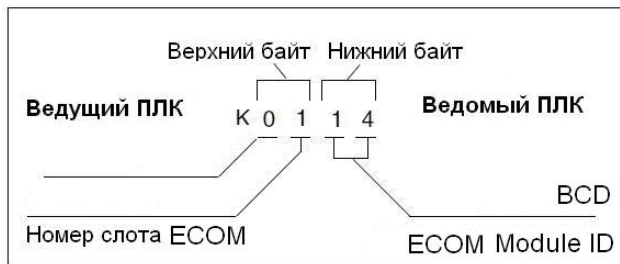 Верхний байт Нижний байт
Ведущий ПЛК K 0 1 1 4 Ведомый ПЛК
BCD
Номер слота ECOM ECOM Module ID